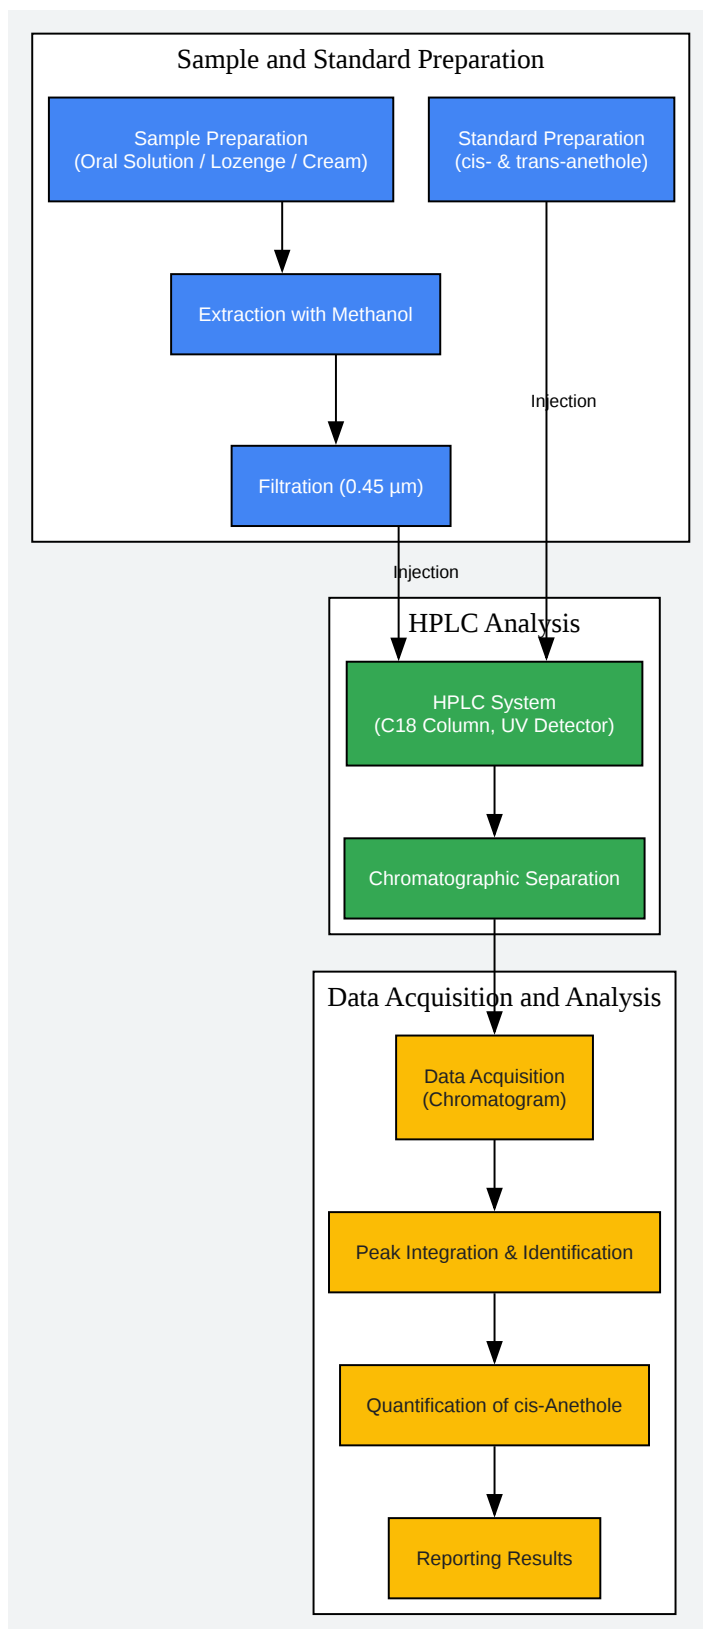 Sample and Standard Preparation
Sample Preparation
(Oral Solution / Lozenge / Cream)
Standard Preparation
(cis- & trans-anethole)
Extraction with Methanol
Injection
Filtration (0.45 µm)
Injection
HPLC Analysis
HPLC System
(C18 Column, UV Detector)
Chromatographic Separation
Data Acquisition and Analysis
Data Acquisition
(Chromatogram)
Peak Integration & Identification
Quantification of cis-Anethole
Reporting Results